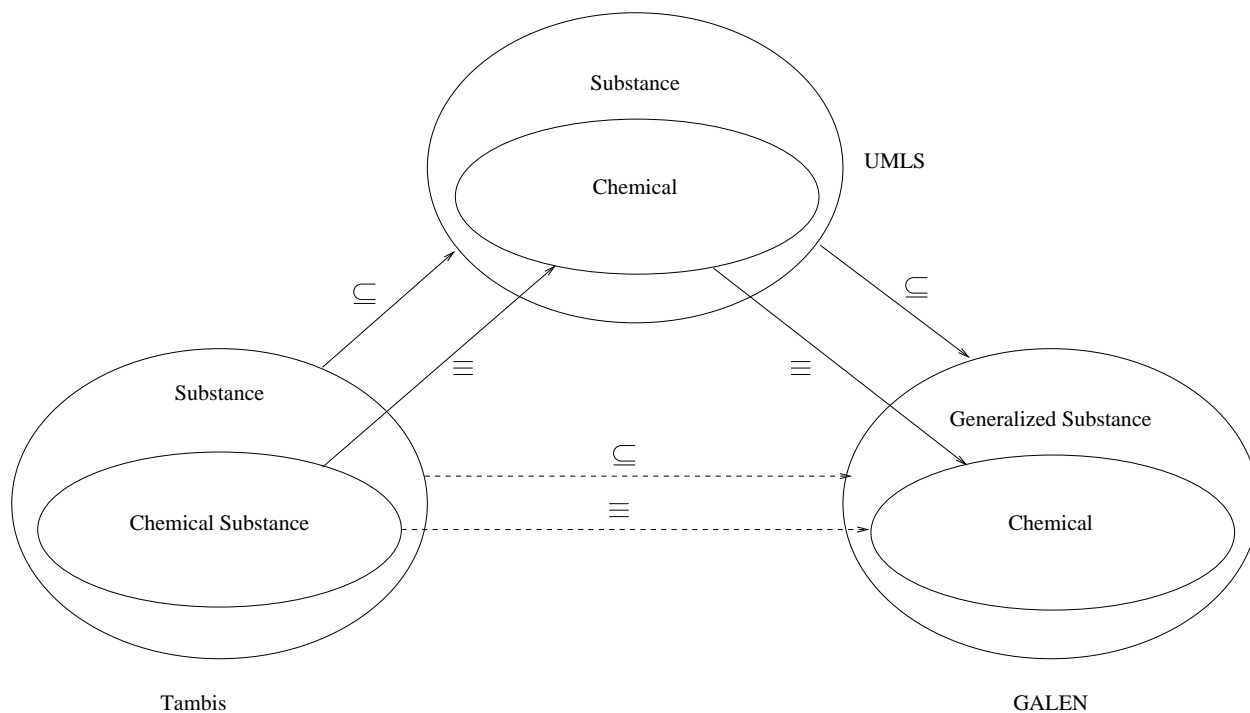 Substance
UMLS
Chemical
⊆
⊆
≡
≡
Substance
Generalized Substance
⊆
≡
Chemical Substance
Chemical
Tambis
GALEN